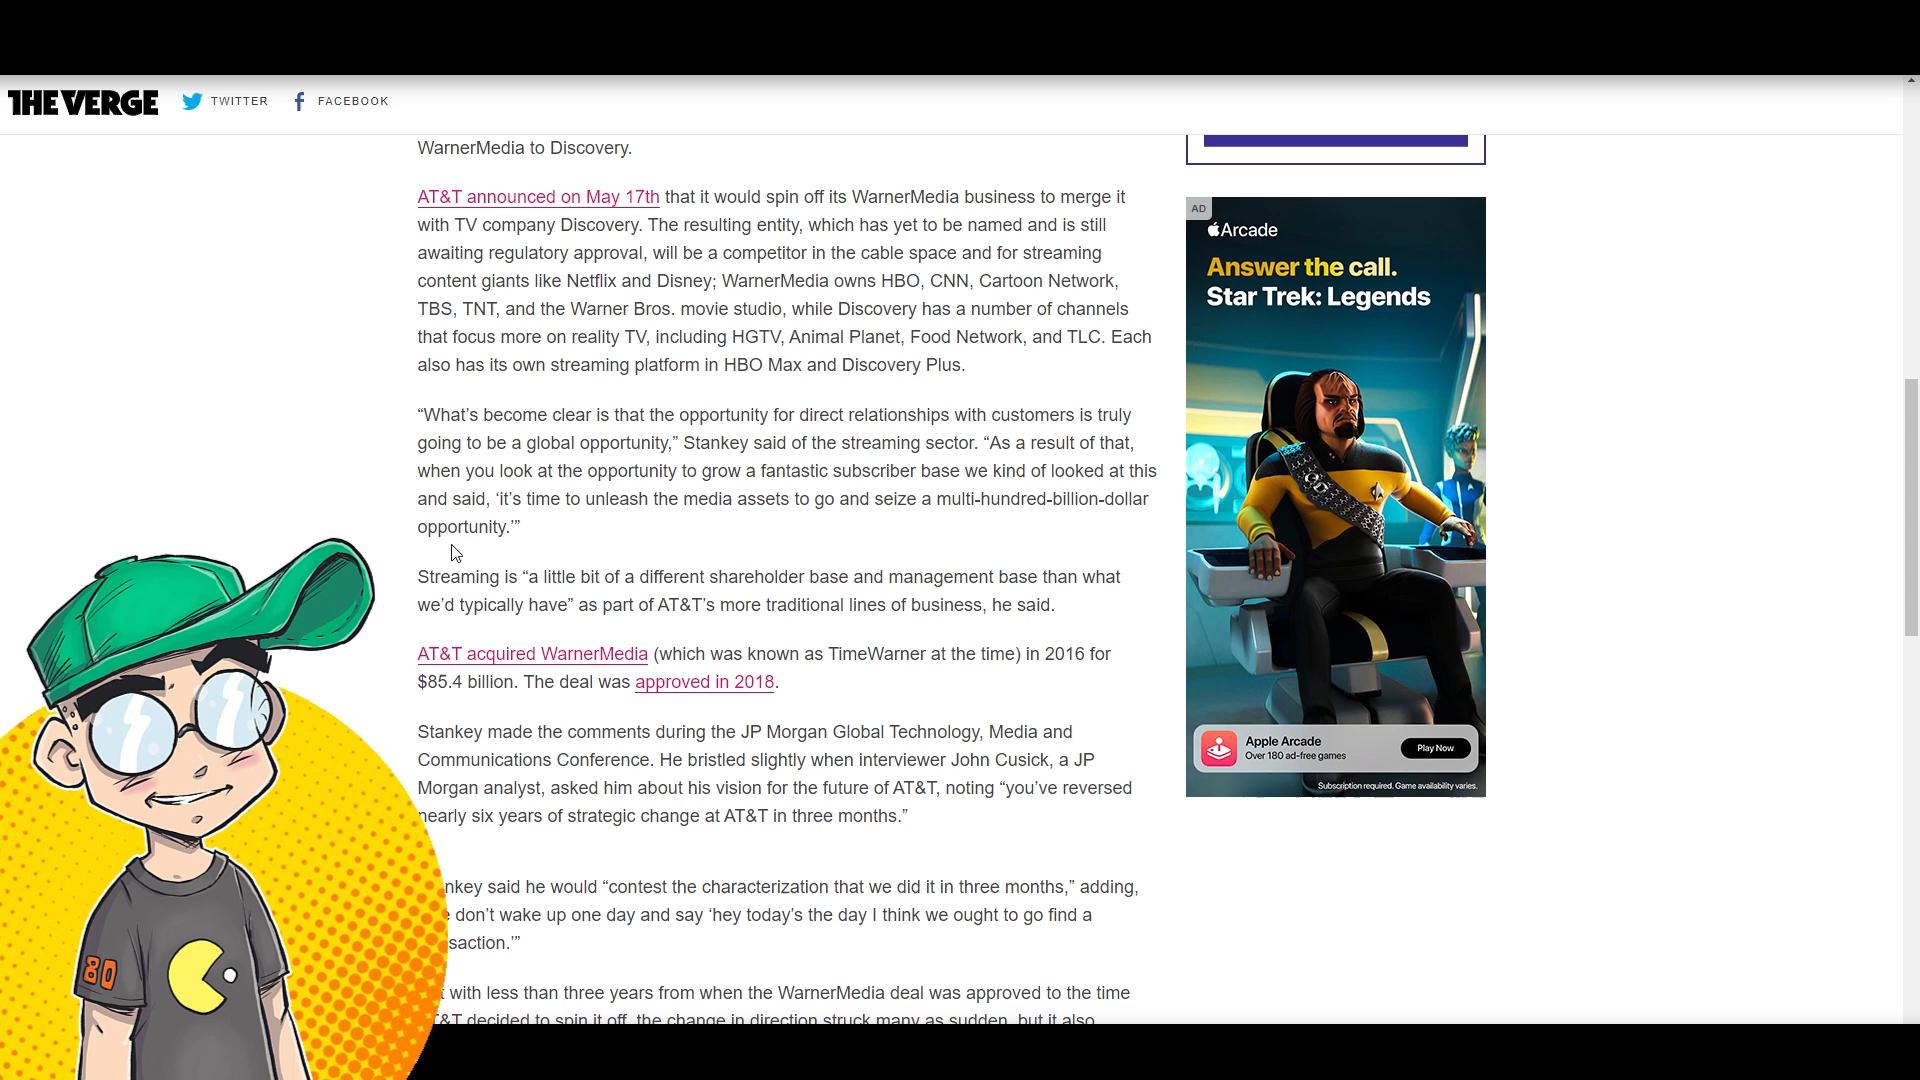 THE VERGE
TWITTER
FACEBOOK
WarnerMedia to Discovery.
AT&T announced on May 17th that it would spin off its WarnerMedia business to merge it
with TV company Discovery. The resulting entity, which has yet to be named and is still
awaiting regulatory approval, will be a competitor in the cable space and for streaming
content giants like Netflix and Disney; WarnerMedia owns HBO, CNN, Cartoon Network,
TBS, TNT, and the Warner Bros. movie studio, while Discovery has a number of channels
that focus more on reality TV, including HGTV, Animal Planet, Food Network, and TLC. Each
also has its own streaming platform in HBO Max and Discovery Plus.
“What’s become clear is that the opportunity for direct relationships with customers is truly
going to be a global opportunity,” Stankey said of the streaming sector. “As a result of that,
when you look at the opportunity to grow a fantastic subscriber base we kind of looked at this
and said, ‘it’s time to unleash the media assets to go and seize a multi-hundred-billion-dollar
opportunity.’”
Streaming is “a little bit of a different shareholder base and management base than what
we’d typically have” as part of AT&T’s more traditional lines of business, he said.
AT&T acquired WarnerMedia (which was known as TimeWarner at the time) in 2016 for
$85.4 billion. The deal was approved in 2018.
Stankey made the comments during the JP Morgan Global Technology, Media and
Communications Conference. He bristled slightly when interviewer John Cusick, a JP
Morgan analyst, asked him about his vision for the future of AT&T, noting “you’ve reversed
nearly six years of strategic change at AT&T in three months.”
nkey said he would “contest the characterization that we did it in three months,” adding,
don’t wake up one day and say ‘hey today’s the day I think we ought to go find a
saction.’”
with less than three years from when the WarnerMedia deal was approved to the time
&T decided to spin it off, the change in direction struck many as sudden, but it also
AD
Arcade
Answer the call.
Star Trek: Legends
Apple Arcade
Over 180 ad-free games
Play Now
Subscription required. Game availability varies.
80